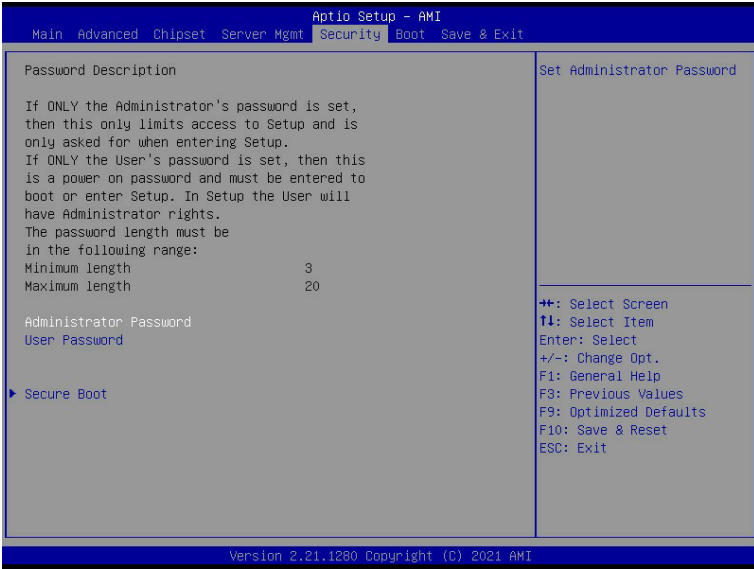 Aptio Setup - AMI
Main Advanced Chipset Server Mgmt Security Boot Save & Exit
Password Description
If ONLY the Administrator's password is set,
then this only limits access to Setup and is
only asked for when entering Setup.
If ONLY the User's password is set, then this
is a power on password and must be entered to
boot or enter Setup. In Setup the User will
have Administrator rights.
The password length must be
in the following range:
Minimum length 3
Maximum length 20
Administrator Password
User Password
Secure Boot
Set Administrator Password
→←: Select Screen
↑↓: Select Item
Enter: Select
+/-: Change Opt.
F1: General Help
F3: Previous Values
F9: Optimized Defaults
F10: Save & Reset
ESC: Exit
Version 2.21.1280 Copyright (C) 2021 AMI